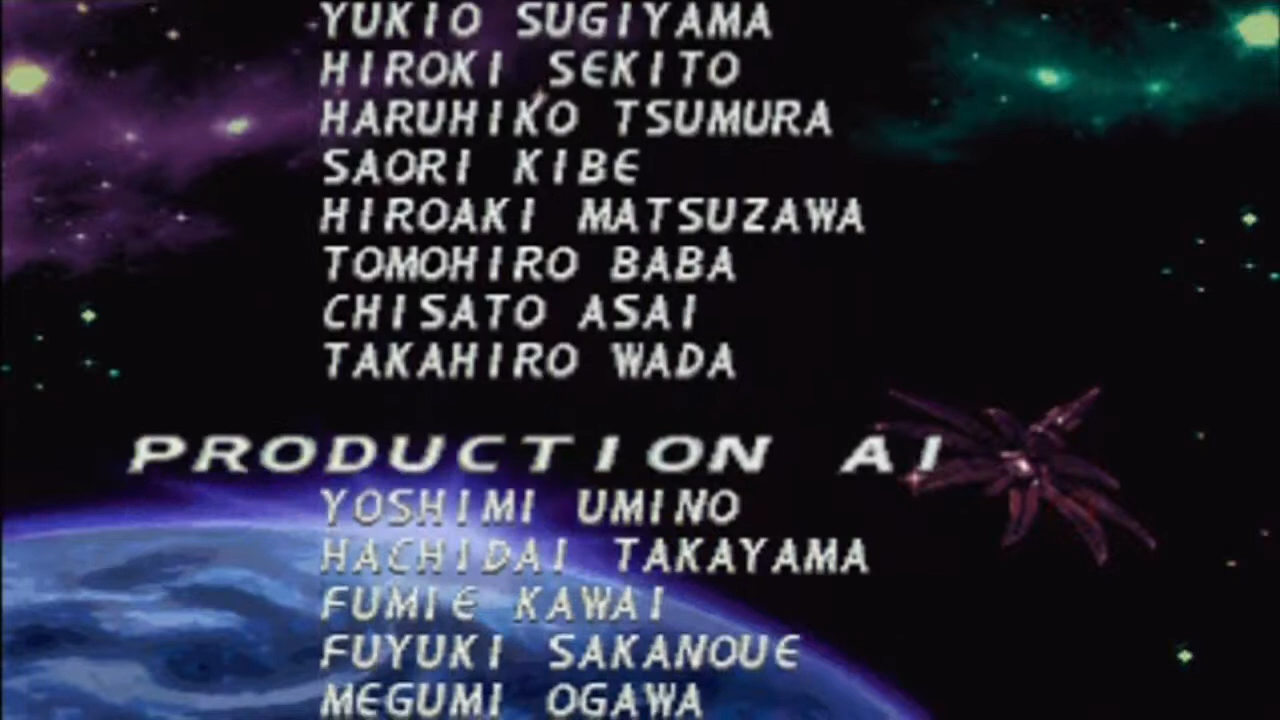 YUKIO SUGIYAMA
HIROKI SEKITO
HARUHIKO TSUMURA
SAORI KIBE
HIROAKI MATSUZAWA
TOMOHIRO BABA
CHISATO ASAI
TAKAHIRO WADA
PRODUCTION AI
YOSHIMI UMINO
HACHIDAI TAKAYAMA
FUMIE KAWAI
FUYUKI SAKANOUE
MEGUMI OGAWA